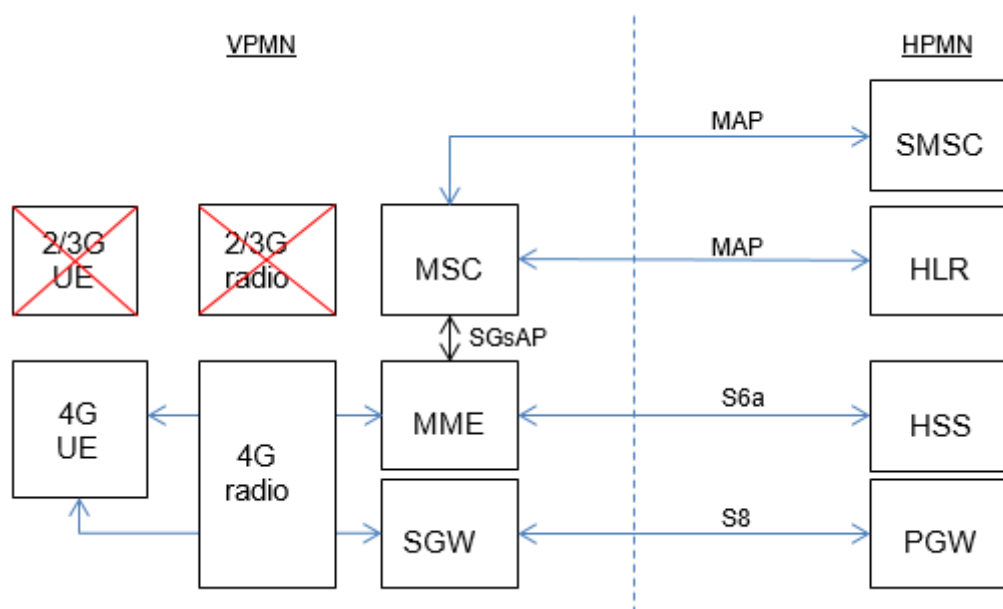 VPMN
HPMN
MAP
SMSC
2/3G
UE
2/3G
radio
MSC
MAP
HLR
SGsAP
4G
UE
4G
radio
MME
S6a
HSS
SGW
S8
PGW